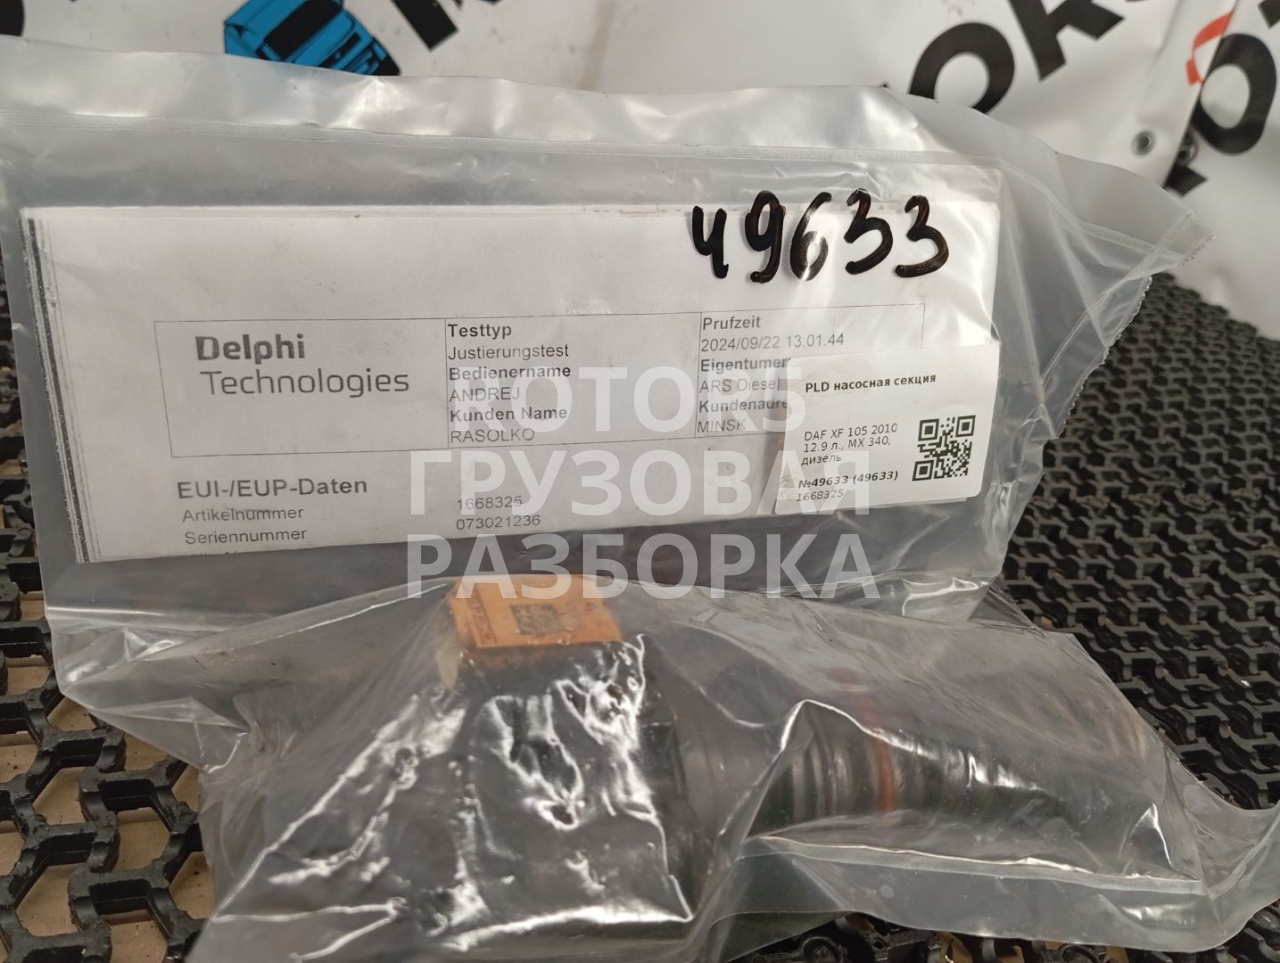 49633
Delphi
Technologies
Testtyp
Justierungstest
Bedienername
ANDREJ
Kunden Name
RASOLKO
Prufzeit
2024/09/22 13.01.44
Eigentumer
ARS Diesel
Kundenaure
MINSK
EUI-/EUP-Daten
Artikelnummer
1668325
Seriennummer
073021236
PLD насосная секция
DAF XF 105 2010
12.9 л., MX 340,
дизель
№49633 (49633)
1668325
ROTORS
ГРУЗОВАЯ
РАЗБОРКА